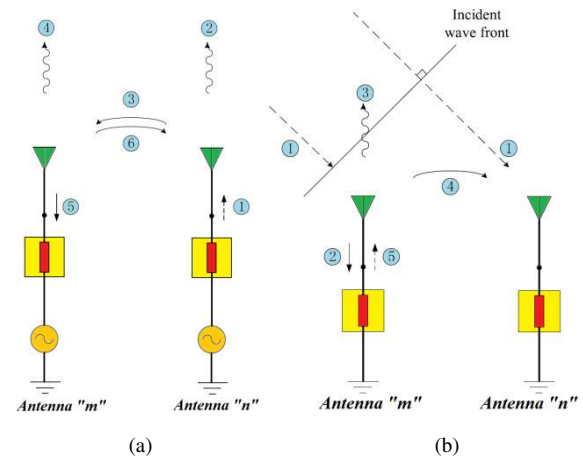 ④
②
③
⑥
⑤
①
Antenna "m"
Antenna "n"
(a)
Incident
wave front
③
①
①
④
②
⑤
Antenna "m"
Antenna "n"
(b)